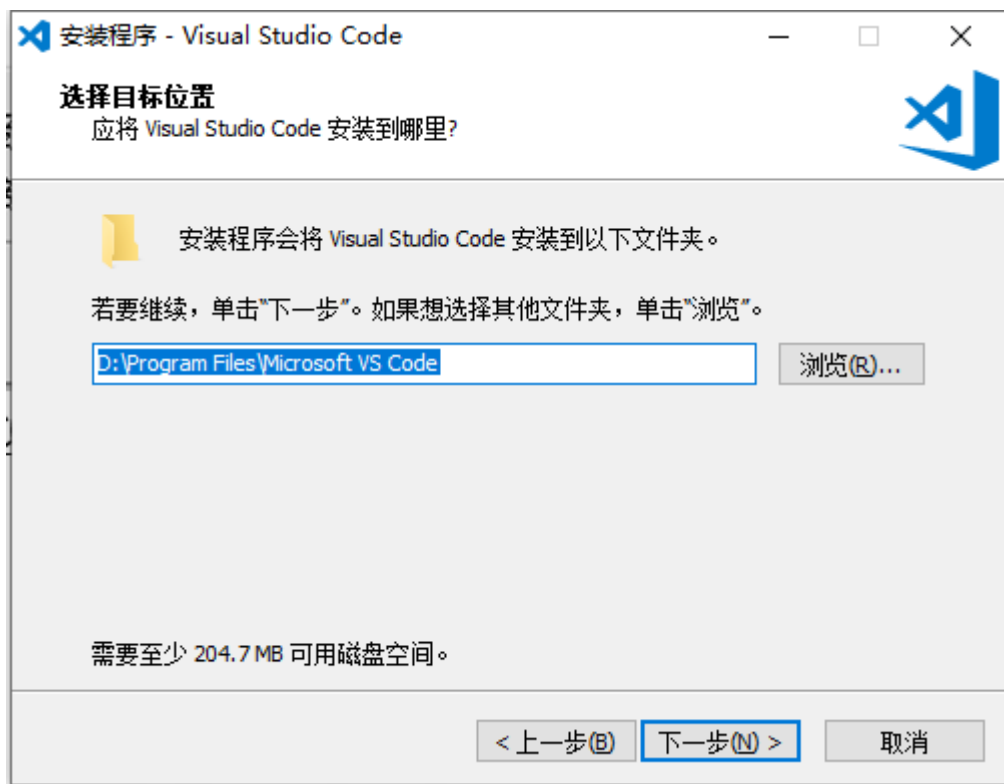 安装程序 - Visual Studio Code
选择目标位置
应将 Visual Studio Code 安装到哪里?
安装程序会将 Visual Studio Code 安装到以下文件夹。
若要继续，单击“下一步”。如果想选择其他文件夹，单击“浏览”。
D:\Program Files\Microsoft VS Code
浏览(R)...
需要至少 204.7 MB 可用磁盘空间。
< 上一步(B) 下一步(N) > 取消